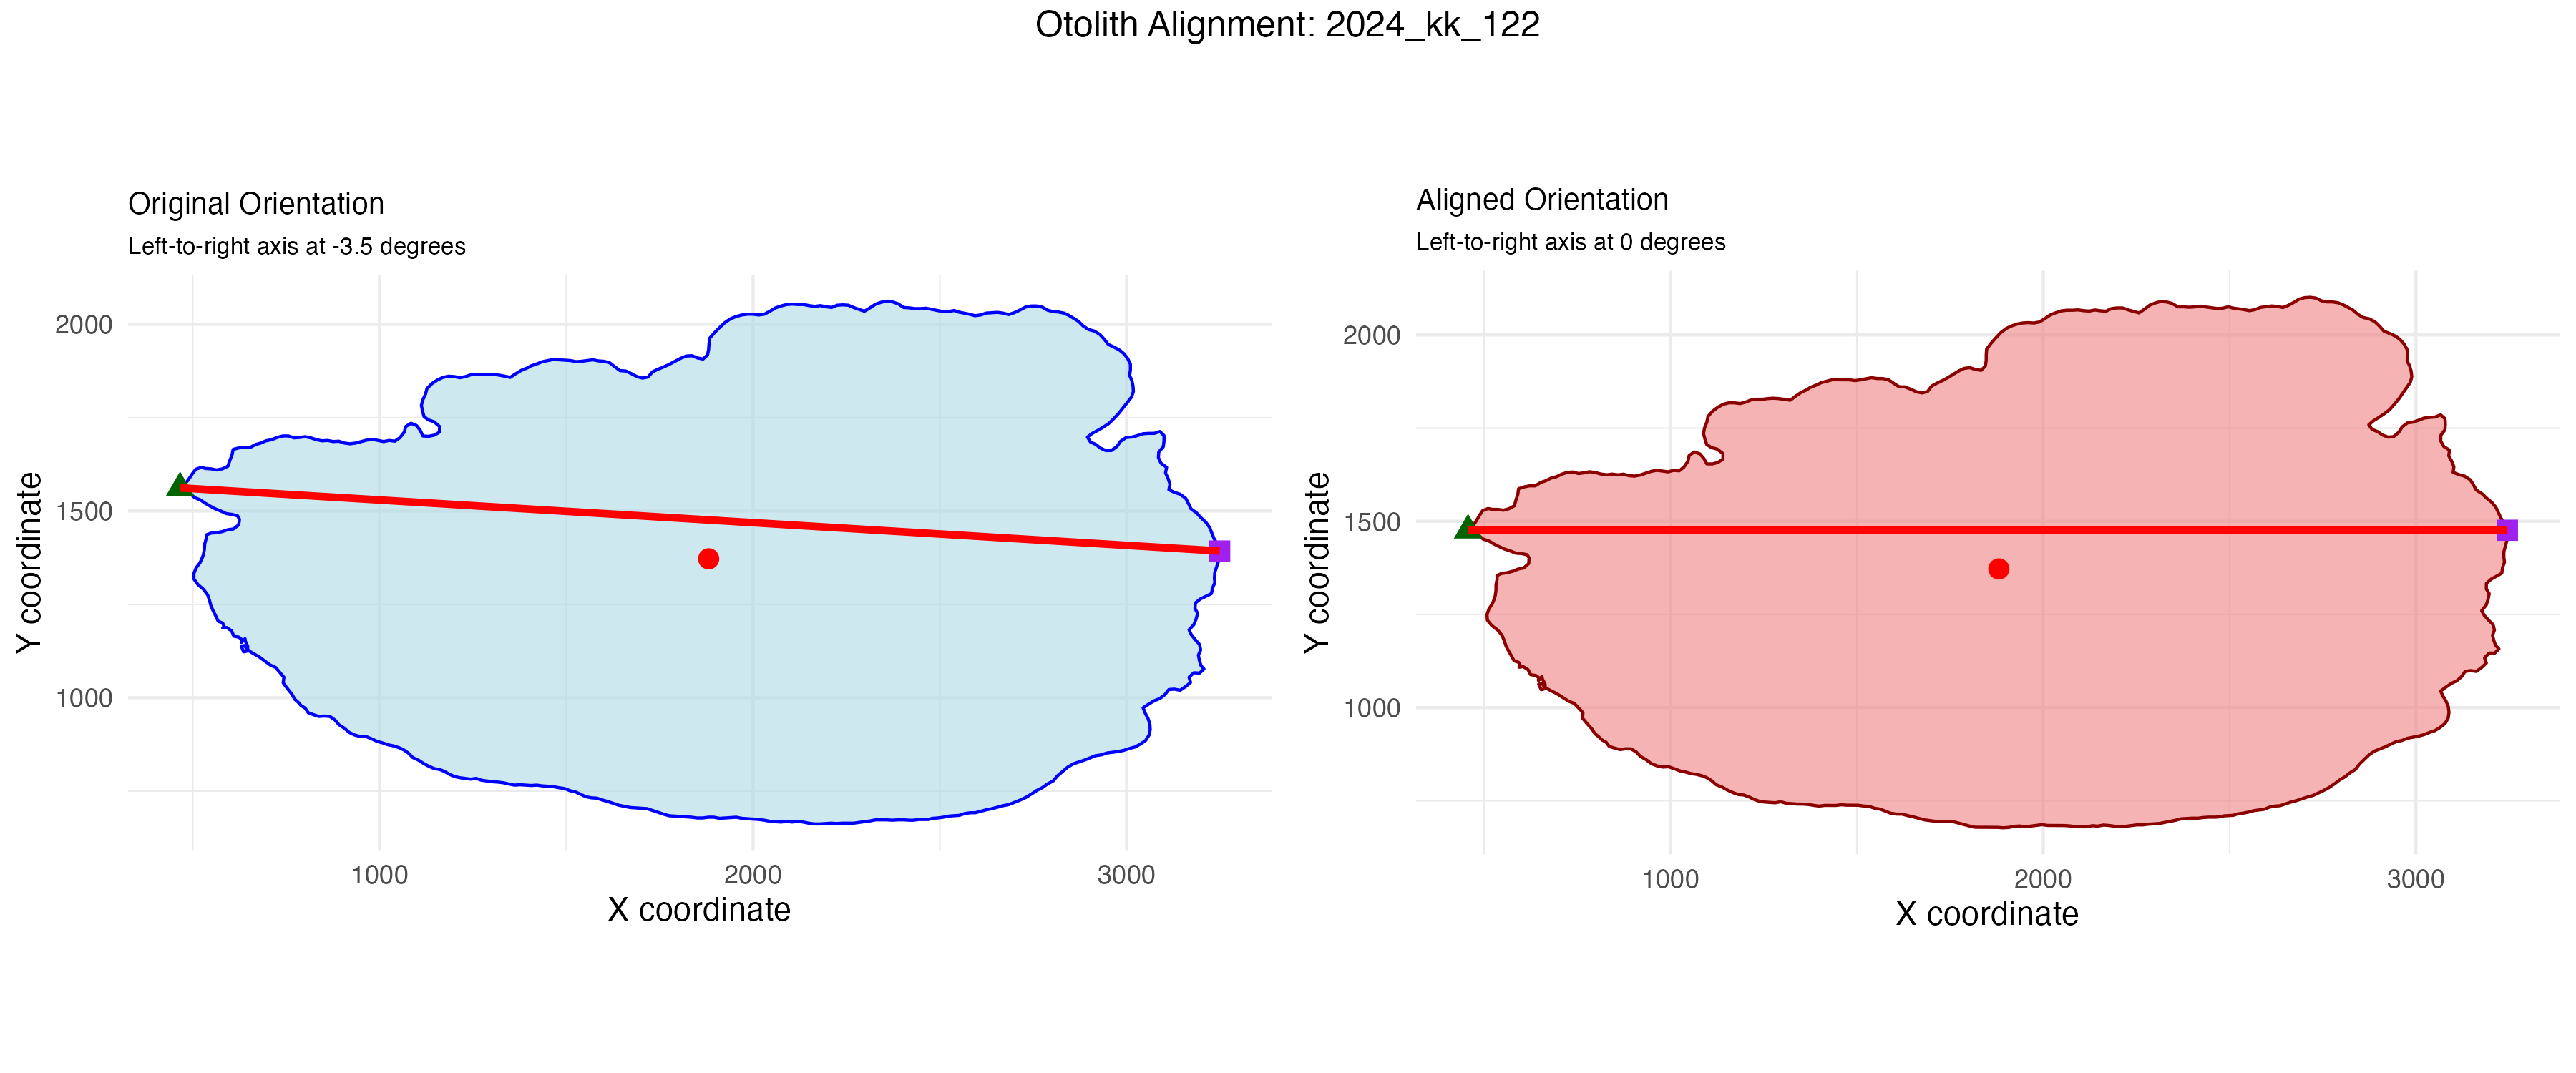 Otolith Alignment: 2024_kk_122
Original Orientation
Left-to-right axis at -3.5 degrees
2000
1500
1000
Y coordinate
1000
2000
3000
X coordinate
Aligned Orientation
Left-to-right axis at 0 degrees
2000
1500
1000
Y coordinate
1000
2000
3000
X coordinate